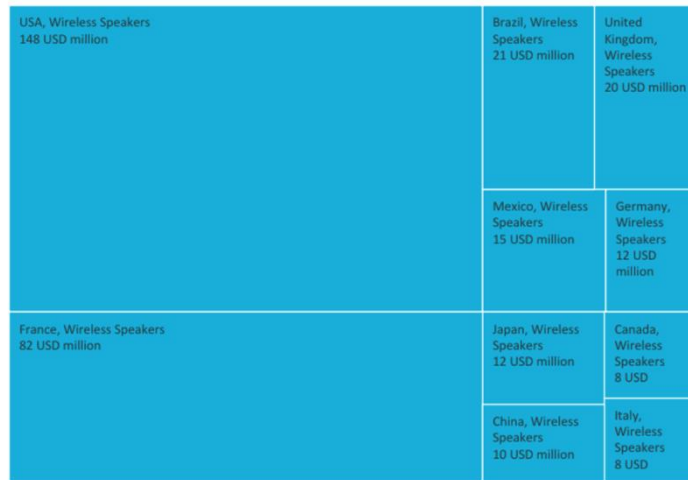 USA, Wireless Speakers
148 USD million
Brazil, Wireless
Speakers
21 USD million
United
Kingdom,
Wireless
Speakers
20 USD million
Mexico, Wireless
Speakers
15 USD million
Germany,
Wireless
Speakers
12 USD
million
France, Wireless Speakers
82 USD million
Japan, Wireless
Speakers
12 USD million
Canada,
Wireless
Speakers
8 USD
China, Wireless
Speakers
10 USD million
Italy,
Wireless
Speakers
8 USD